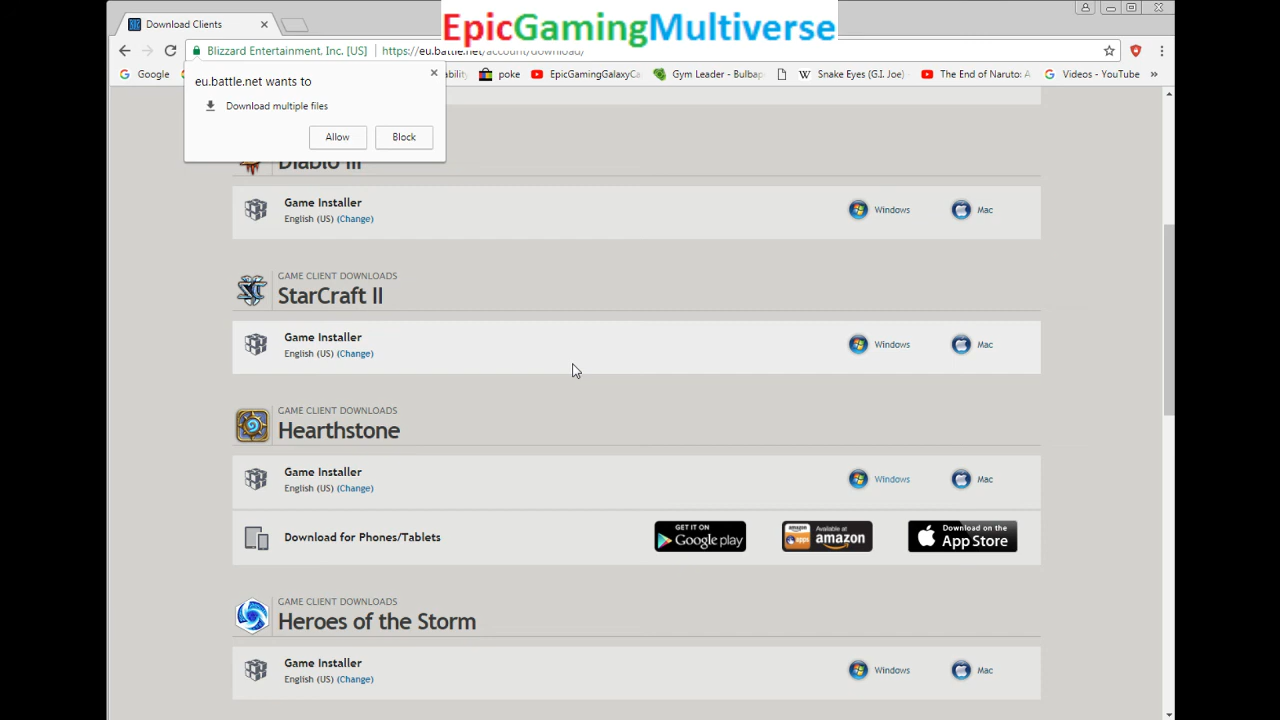 Download Clients
EpicGamingMultiverse
Blizzard Entertainment, Inc. [US] https://eu.battle.net/account/download/
Google ability poke EpicGamingGalaxyCa Gym Leader - Bulbap W Snake Eyes (G.I. Joe) The End of Naruto: A Videos - YouTube »
eu.battle.net wants to
Download multiple files
Allow Block
Diablo III
Game Installer
English (US) (Change)
Windows Mac
GAME CLIENT DOWNLOADS
StarCraft II
Game Installer
English (US) (Change)
Windows Mac
GAME CLIENT DOWNLOADS
Hearthstone
Game Installer
English (US) (Change)
Windows Mac
Download for Phones/Tablets
GET IT ON
Google play
amazon apps
Available at
amazon
Download on the
App Store
GAME CLIENT DOWNLOADS
Heroes of the Storm
Game Installer
English (US) (Change)
Windows Mac